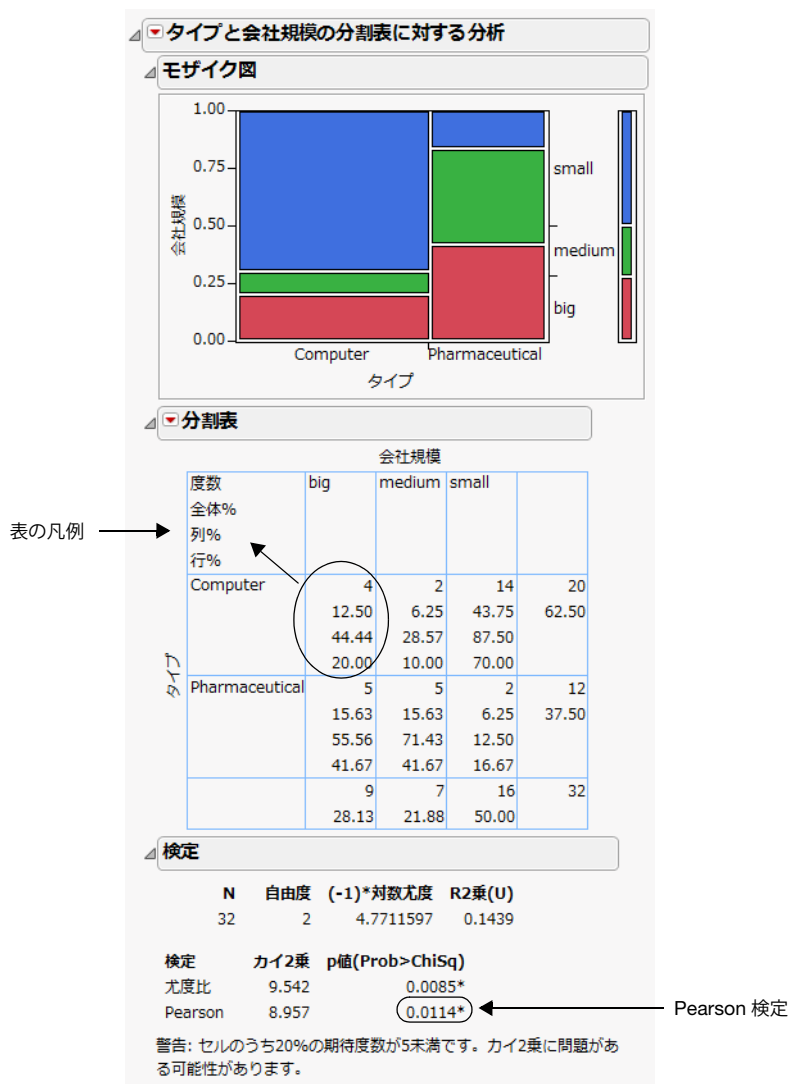 タイプと会社規模の分割表に対する分析
モザイク図
1.00
0.75
0.50
0.25
0.00
会社規模
small
medium
big
Computer Pharmaceutical
タイプ
分割表
会社規模
度数 big medium small
全体%
列%
行%
表の凡例
タイプ
Computer 4 2 14 20
12.50 6.25 43.75 62.50
44.44 28.57 87.50
20.00 10.00 70.00
Pharmaceutical 5 5 2 12
15.63 15.63 6.25 37.50
55.56 71.43 12.50
41.67 41.67 16.67
9 7 16 32
28.13 21.88 50.00
検定
N 自由度 (-1)*対数尤度 R2乗(U)
32 2 4.7711597 0.1439
検定 カイ2乗 p値(Prob>ChiSq)
尤度比 9.542 0.0085*
Pearson 8.957 0.0114*
Pearson 検定
警告: セルのうち20%の期待度数が5未満です。カイ2乗に問題があ
る可能性があります。